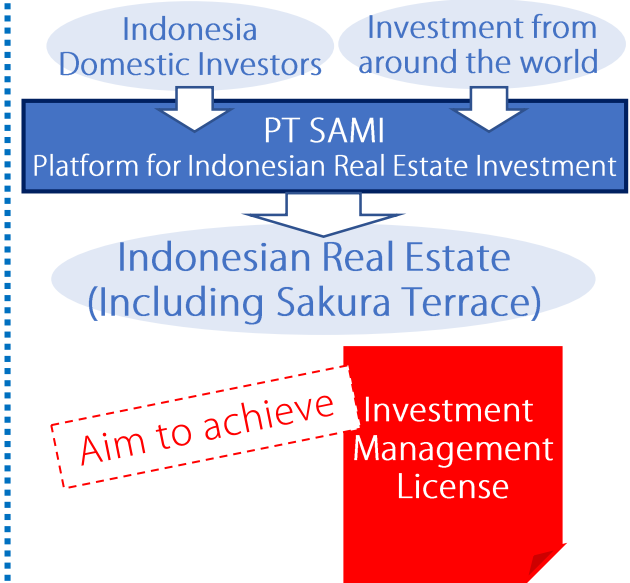 Indonesia
Domestic Investors
Investment from
around the world
PT SAMI
Platform for Indonesian Real Estate Investment
Indonesian Real Estate
(Including Sakura Terrace)
Aim to achieve
Investment
Management
License